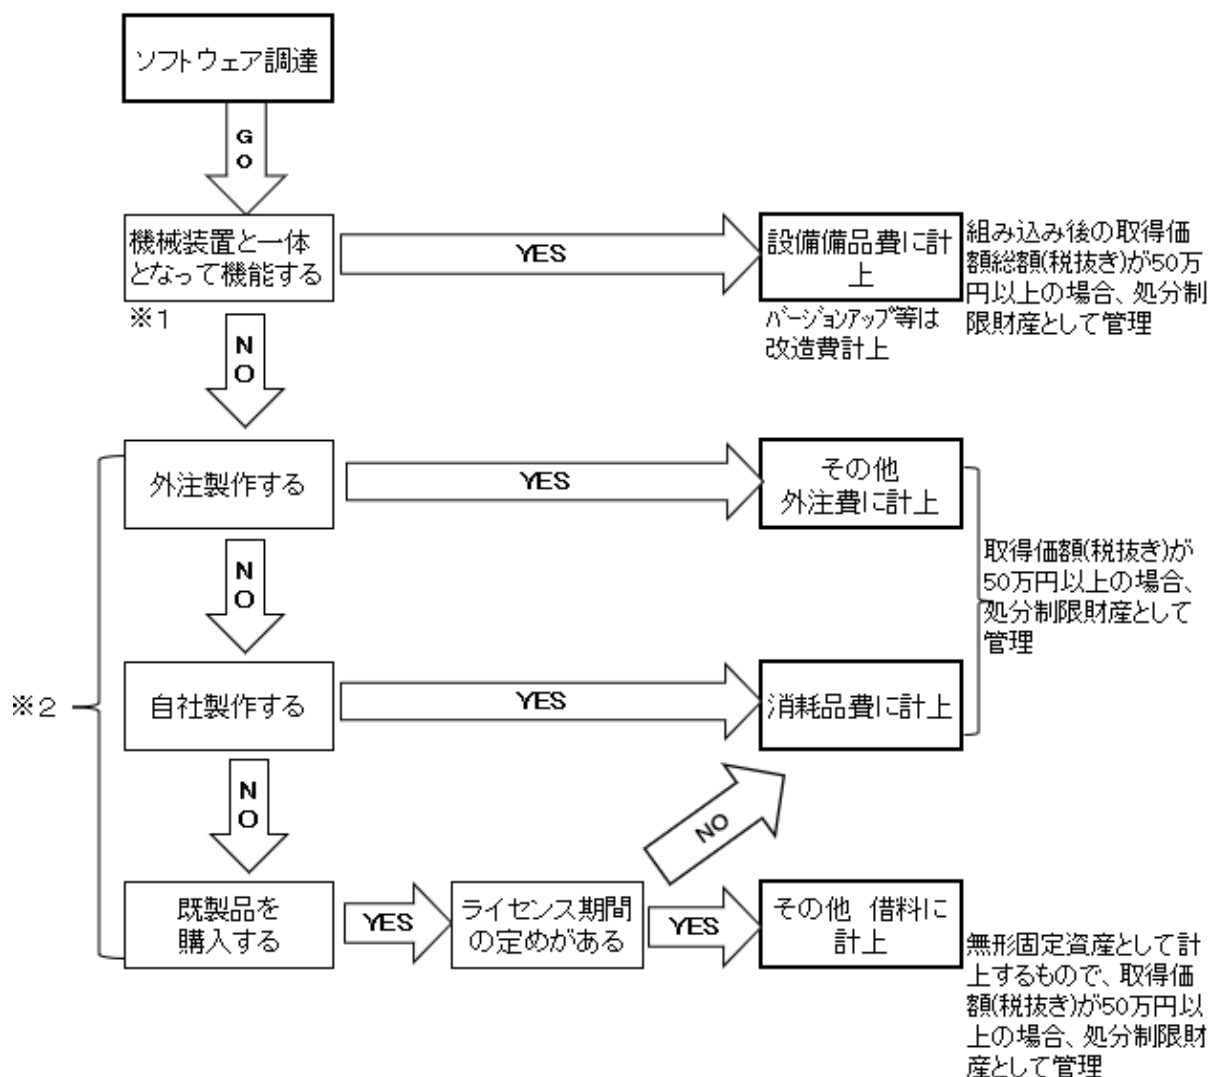 ソフトウェア調達
G
O
機械装置と一体
となって機能する
※1
YES
設備備品費に計
上
バージョンアップ等は
改造費計上
組み込み後の取得価
額総額(税抜き)が50万
円以上の場合、処分制
限財産として管理
N
O
外注製作する
YES
その他
外注費に計上
取得価額(税抜き)が
50万円以上の場合、
処分制限財産として
管理
N
O
※2
自社製作する
YES
消耗品費に計上
N
O
NO
既製品を
購入する
YES
ライセンス期間
の定めがある
YES
その他 借料に
計上
無形固定資産として計
上するもので、取得価
額(税抜き)が50万円以
上の場合、処分制限財
産として管理